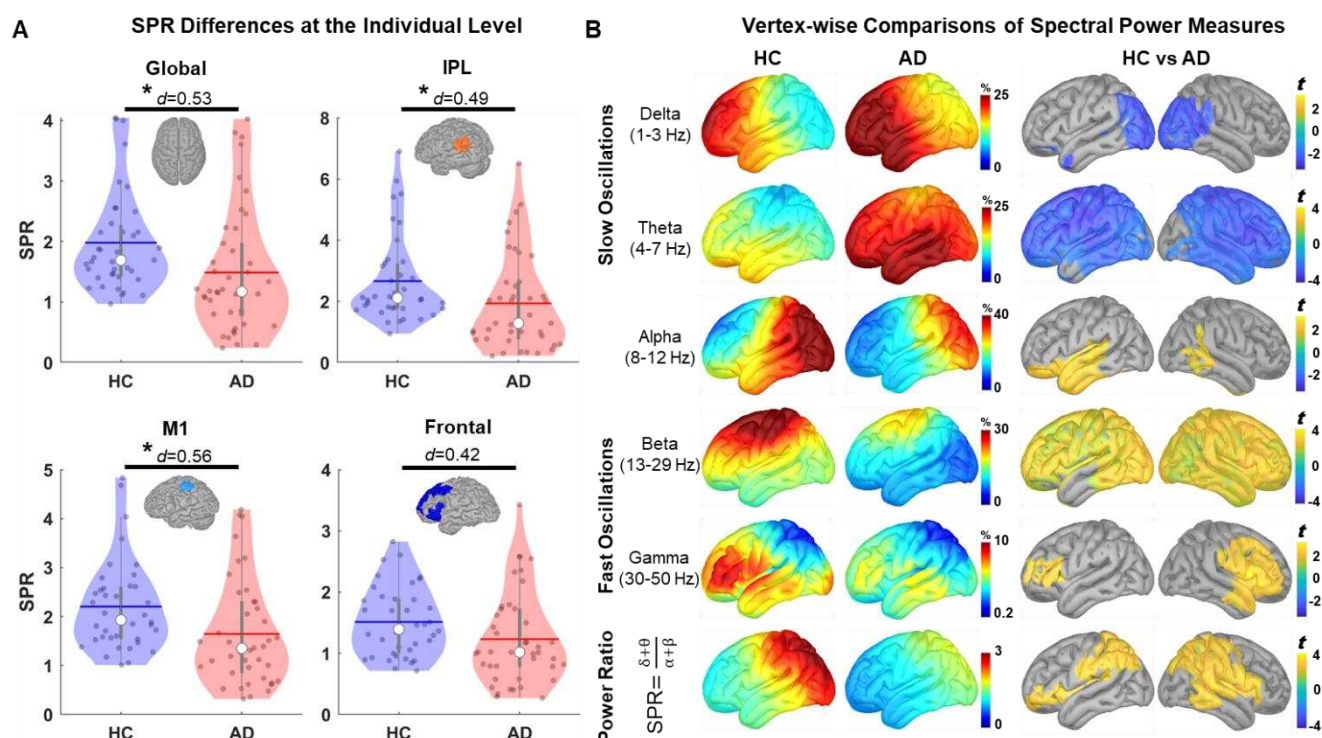 A
SPR Differences at the Individual Level
Global
* d=0.53
4
3
2
1
0
SPR
HC
AD
IPL
* d=0.49
8
6
4
2
0
HC
AD
M1
* d=0.56
5
4
3
2
1
0
SPR
HC
AD
Frontal
d=0.42
4
3
2
1
0
HC
AD
B
Vertex-wise Comparisons of Spectral Power Measures
HC
AD
HC vs AD
Slow Oscillations
Delta
(1-3 Hz)
%
25
0
t
2
0
-2
Theta
(4-7 Hz)
%
25
0
t
4
2
0
-2
-4
Alpha
(8-12 Hz)
%
40
0
t
2
0
-2
Fast Oscillations
Beta
(13-29 Hz)
%
30
0
t
4
2
0
-2
-4
Gamma
(30-50 Hz)
%
10
0.2
t
2
0
-2
Power Ratio
SPR= δ+θ
α+β
3
0
t
4
2
0
-2
-4